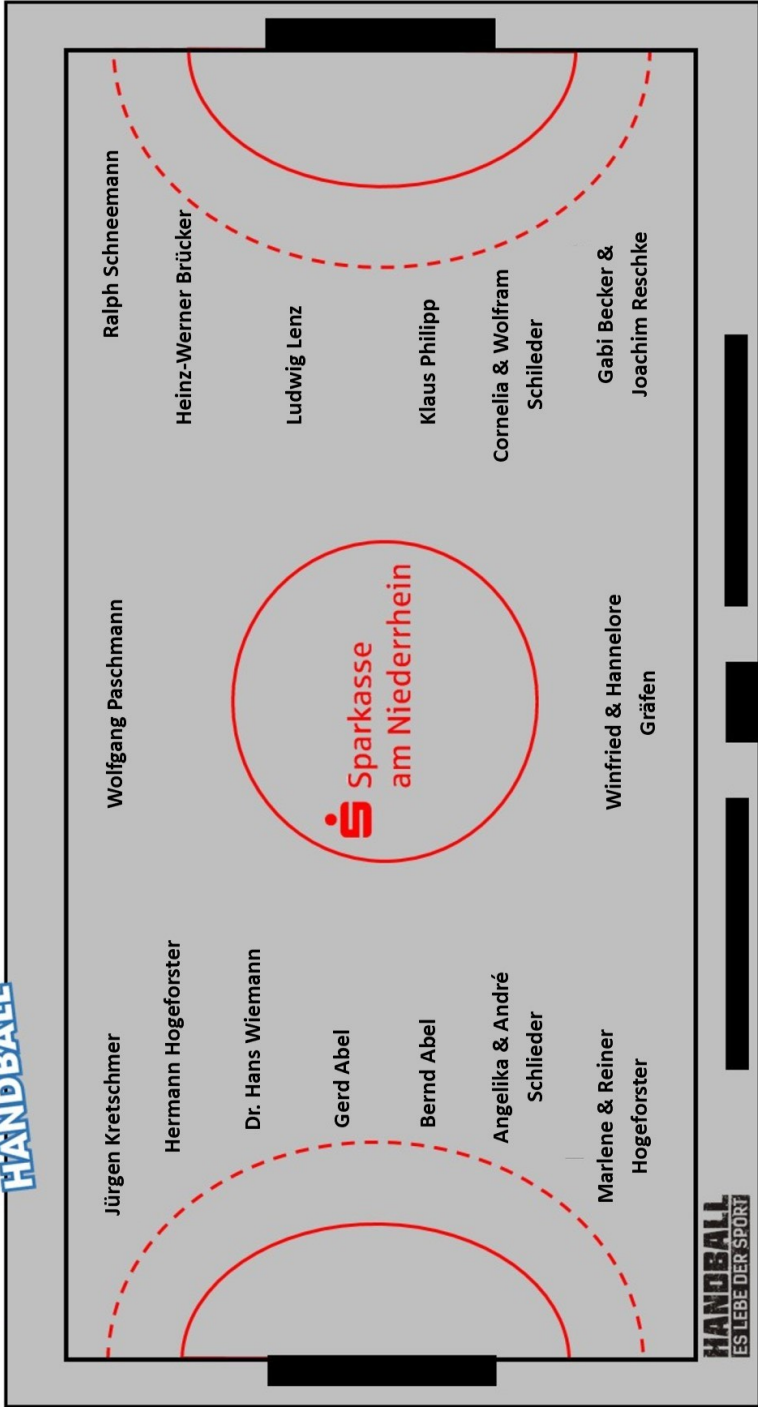 HANDBALL
Jürgen Kretschmer
Hermann Hogeforster
Dr. Hans Wiemann
Gerd Abel
Bernd Abel
Angelika & André
Schlieder
Marlene & Reiner
Hogeforster
Wolfgang Paschmann
Sparkasse
am Niederrhein
Winfried & Hannelore
Gräfen
Ralph Schneemann
Heinz-Werner Brücker
Ludwig Lenz
Klaus Philipp
Cornelia & Wolfram
Schileder
Gabi Becker &
Joachim Reschke
HANDBALL
ES LEBE DER SPORT